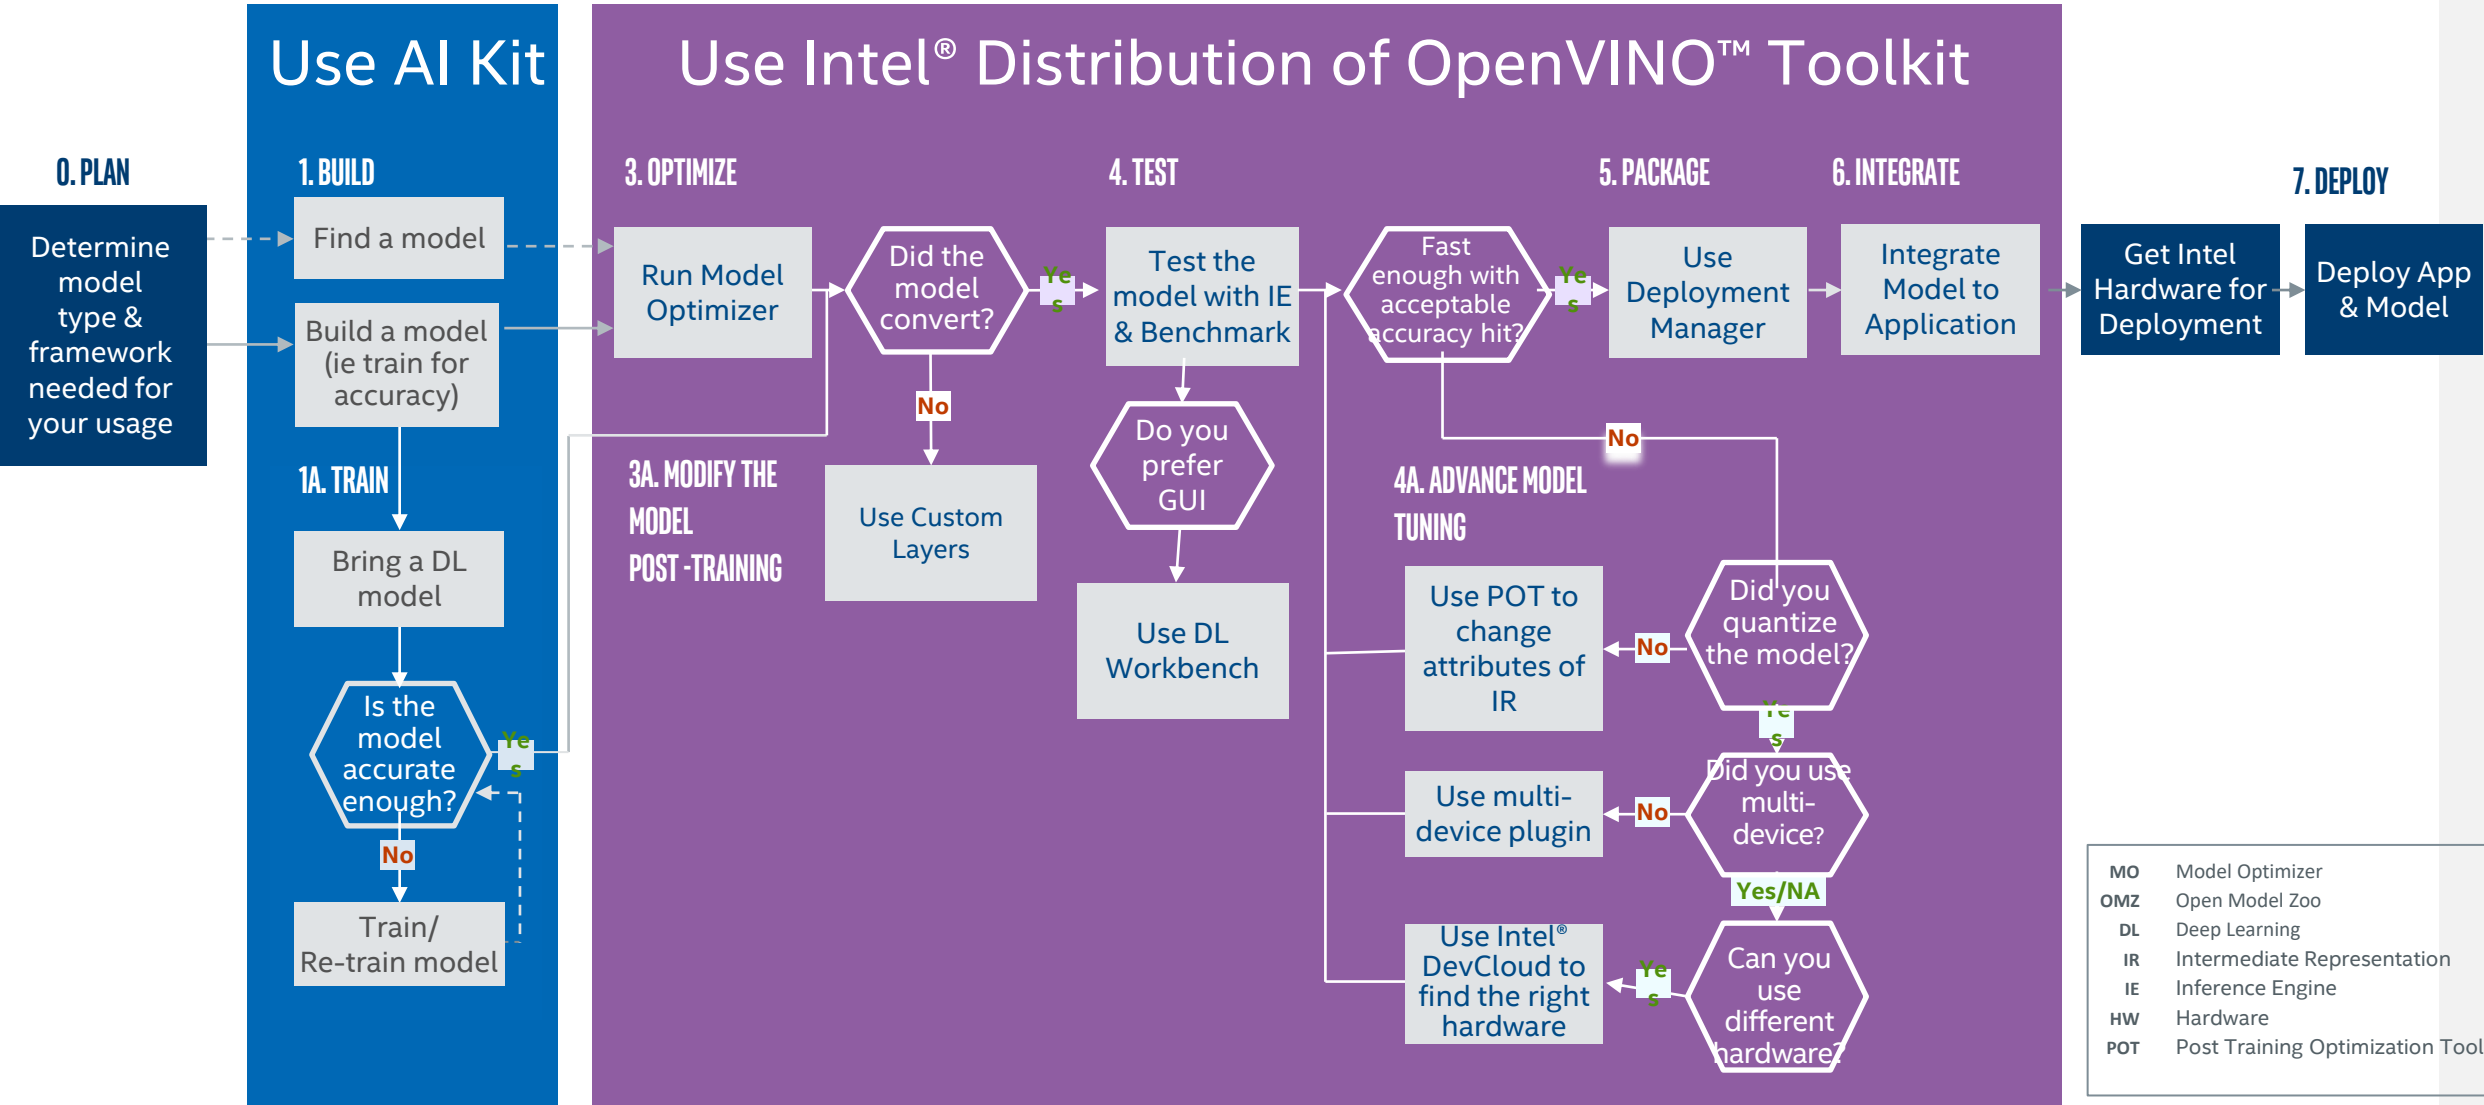 Use AI Kit
Use Intel® Distribution of OpenVINO™ Toolkit
0. PLAN
Determine
model
type &
framework
needed for
your usage
1. BUILD
Find a model
Build a model
(ie train for
accuracy)
1A. TRAIN
Bring a DL
model
Is the
model
accurate
enough?
Ye
s
No
Train/
Re-train model
3. OPTIMIZE
Run Model
Optimizer
Did the
model
convert?
Ye
s
No
3A. MODIFY THE
MODEL
POST -TRAINING
Use Custom
Layers
4. TEST
Test the
model with IE
& Benchmark
Do you
prefer
GUI
Use DL
Workbench
Fast
enough with
acceptable
accuracy hit?
Ye
s
No
5. PACKAGE
Use
Deployment
Manager
6. INTEGRATE
Integrate
Model to
Application
4A. ADVANCE MODEL
TUNING
Use POT to
change
attributes of
IR
No
Did you
quantize
the model?
Ye
s
Use multi-
device plugin
No
Did you use
multi-
device?
Yes/NA
Use Intel®
DevCloud to
find the right
hardware
Ye
s
Can you
use
different
hardware?
7. DEPLOY
Get Intel
Hardware for
Deployment
Deploy App
& Model
MO Model Optimizer
OMZ Open Model Zoo
DL Deep Learning
IR Intermediate Representation
IE Inference Engine
HW Hardware
POT Post Training Optimization Tool